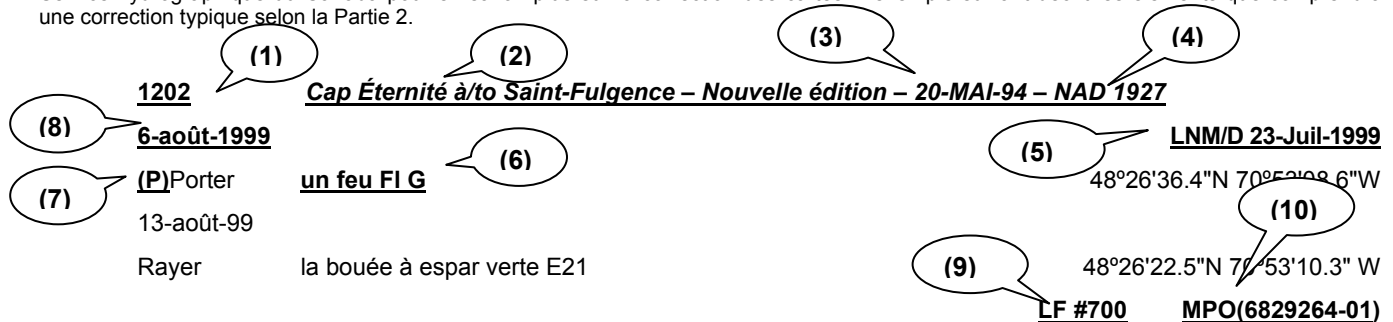 une correction typique selon la Partie 2.
(1) (2) (3) (4)
1202 Cap Éternité à/to Saint-Fulgence – Nouvelle édition – 20-MAI-94 – NAD 1927
(8) 6-août-1999 (5) LNM/D 23-Juil-1999
(7) (P)Porter un feu Fl G (6) 48º26'36.4"N
13-août-99 (10)
Rayer la bouée à espar verte E21 (9) 48º26'22.5"N 70º53'10.3" W
LF #700 MPO(6829264-01)